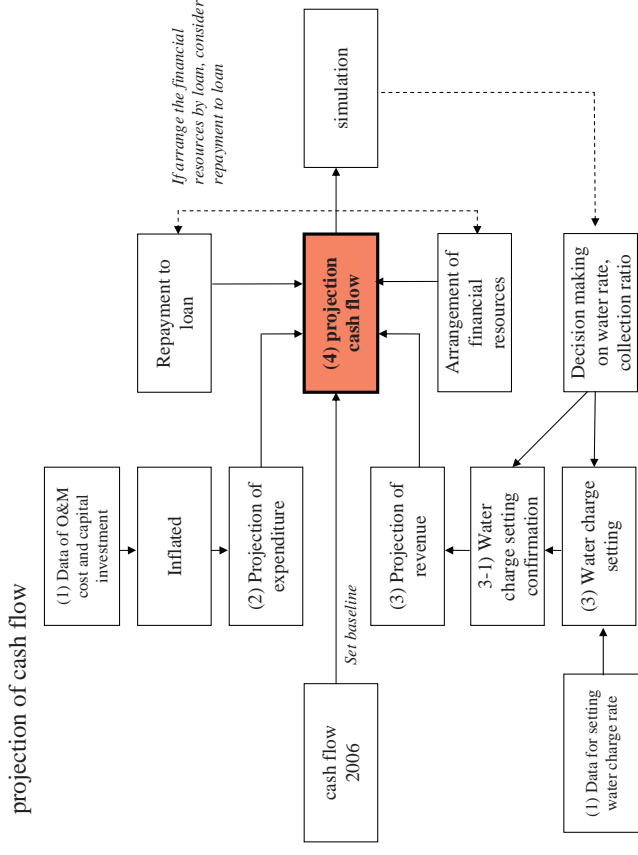 projection of cash flow
(1) Data of O&M
cost and capital
investment
Inflated
(2) Projection of
expenditure
Repayment to
loan
If arrange the financial
resources by loan, consider
repayment to loan
cash flow
2006
Set baseline
(4) projection
cash flow
simulation
(3) Projection of
revenue
Arrangement of
financial
resources
3-1) Water
charge setting
confirmation
(3) Water charge
setting
Decision making
on water rate,
collection ratio
(1) Data for setting
water charge rate